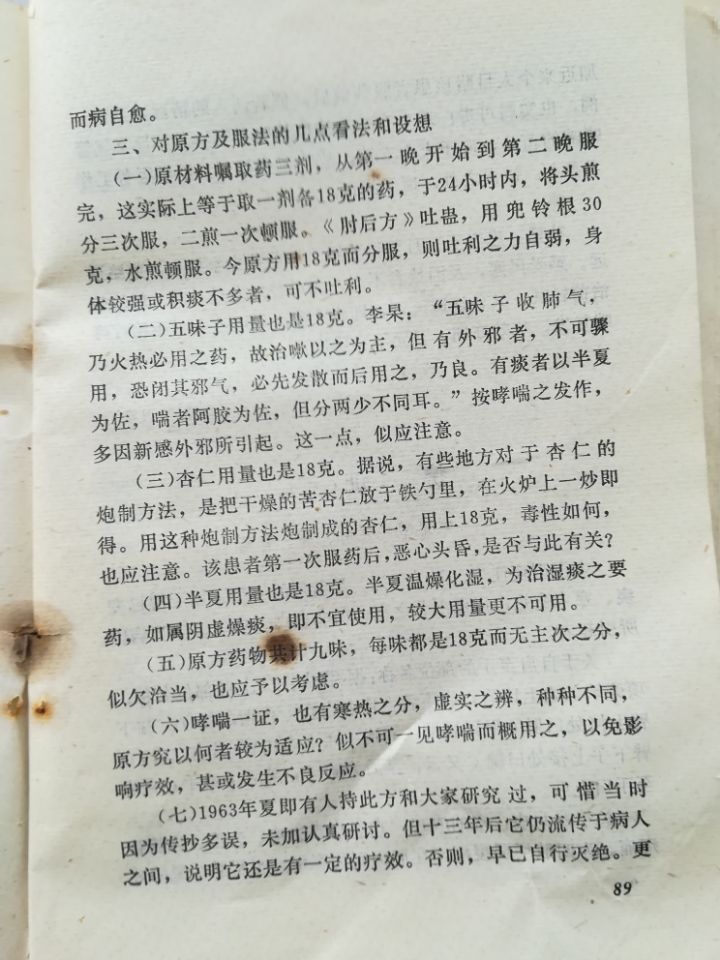 而病自愈。
三、对原方及服法的几点看法和设想
（一）原材料嘱取药三剂，从第一晚开始到第二晚服
完，这实际上等于取一剂各18克的药，于24小时内，将头煎
分三次服，二煎一次顿服。《肘后方》吐蛊，用兜铃根30
克，水煎顿服。今原方用18克而分服，则吐利之力自弱，身
体较强或积痰不多者，可不吐利。
（二）五味子用量也是18克。李杲：“五味子收肺气，
乃火热必用之药，故治嗽以之为主，但有外邪者，不可骤
用，恐闭其邪气，必先发散而后用之，乃良。有痰者以半夏
为佐，喘者阿胶为佐，但分两少不同耳。”按哮喘之发作，
多因新感外邪所引起。这一点，似应注意。
（三）杏仁用量也是18克。据说，有些地方对于杏仁的
炮制方法，是把干燥的苦杏仁放于铁勺里，在火炉上一炒即
得。用这种炮制方法炮制成的杏仁，用上18克，毒性如何，
也应注意。该患者第一次服药后，恶心头昏，是否与此有关？
（四）半夏用量也是18克。半夏温燥化湿，为治湿痰之要
药，如属阴虚燥痰，即不宜使用，较大用量更不可用。
（五）原方药物共计九味，每味都是18克而无主次之分，
似欠洽当，也应予以考虑。
（六）哮喘一证，也有寒热之分，虚实之辨，种种不同，
原方究以何者较为适应？似不可一见哮喘而概用之，以免影
响疗效，甚或发生不良反应。
（七）1963年夏即有人持此方和大家研究过，可惜当时
因为传抄多误，未加认真研讨。但十三年后它仍流传于病人
之间，说明它还是有一定的疗效。否则，早已自行灭绝。更
89